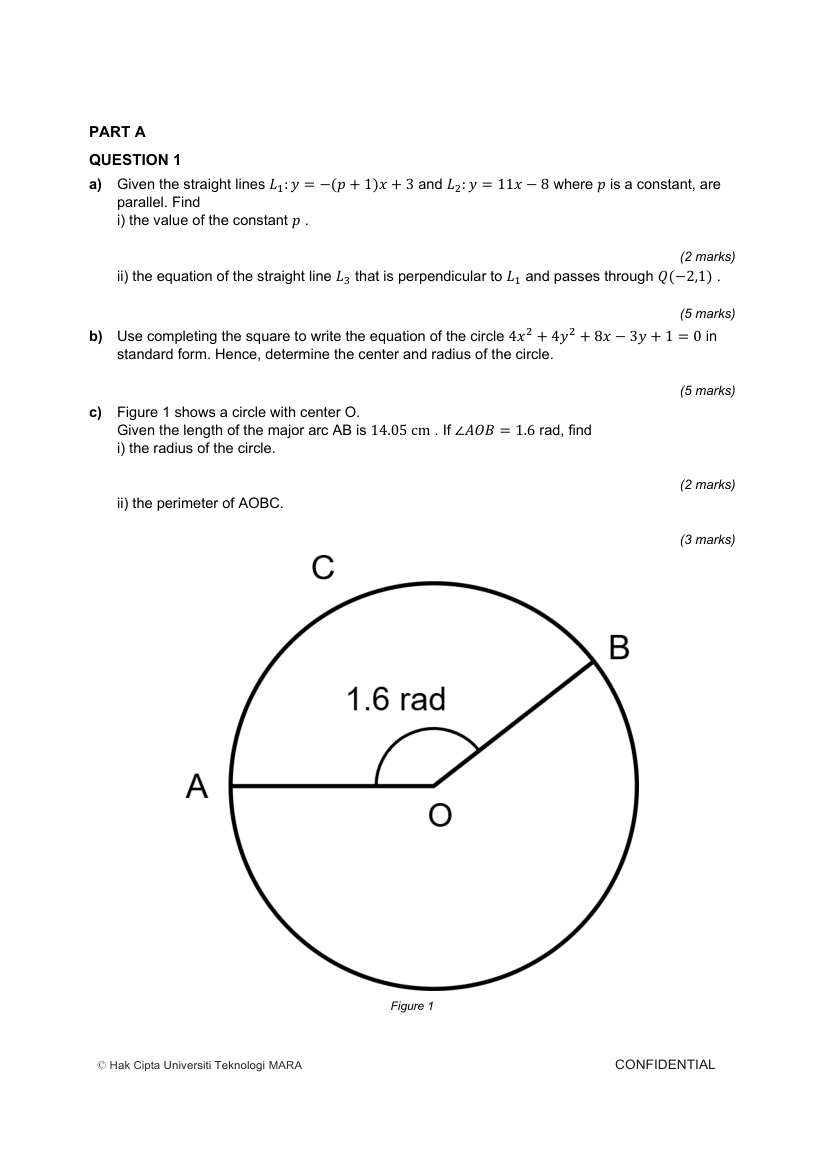 PART A
QUESTION 1
a) Given the straight lines L₁: y = −(p + 1)x + 3 and L₂: y = 11x − 8 where p is a constant, are
parallel. Find
i) the value of the constant p .
(2 marks)
ii) the equation of the straight line L₃ that is perpendicular to L₁ and passes through Q(−2,1) .
(5 marks)
b) Use completing the square to write the equation of the circle 4x² + 4y² + 8x − 3y + 1 = 0 in
standard form. Hence, determine the center and radius of the circle.
(5 marks)
c) Figure 1 shows a circle with center O.
Given the length of the major arc AB is 14.05 cm . If ∠AOB = 1.6 rad, find
i) the radius of the circle.
(2 marks)
ii) the perimeter of AOBC.
(3 marks)
C
B
1.6 rad
A
O
Figure 1
© Hak Cipta Universiti Teknologi MARA CONFIDENTIAL